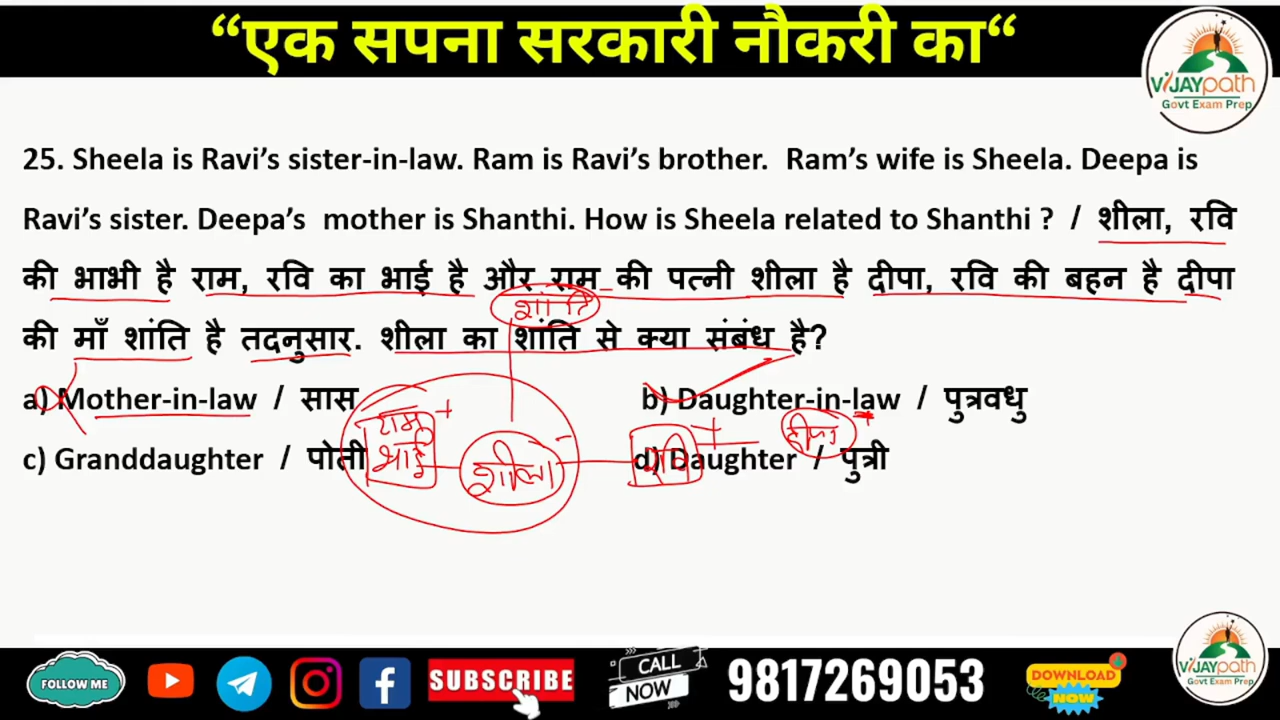 “एक सपना सरकारी नौकरी का“
VIJAYpath
Govt Exam Prep
25. Sheela is Ravi’s sister-in-law. Ram is Ravi’s brother. Ram’s wife is Sheela. Deepa is
Ravi’s sister. Deepa’s mother is Shanthi. How is Sheela related to Shanthi ? / शीला, रवि
की भाभी है राम, रवि का भाई है और राम की पत्नी शीला है दीपा, रवि की बहन है दीपा
शान्ति
की माँ शांति है तदनुसार. शीला का शांति से क्या संबंध है?
a) Mother-in-law / सास
b) Daughter-in-law / पुत्रवधु
राम +
भाई
शीला -
रवि +
दीपा
c) Granddaughter / पोती
d) Daughter / पुत्री
FOLLOW ME
SUBSCRIBE
CALL
NOW
9817269053
DOWNLOAD
NOW
VIJAYpath
Govt Exam Prep